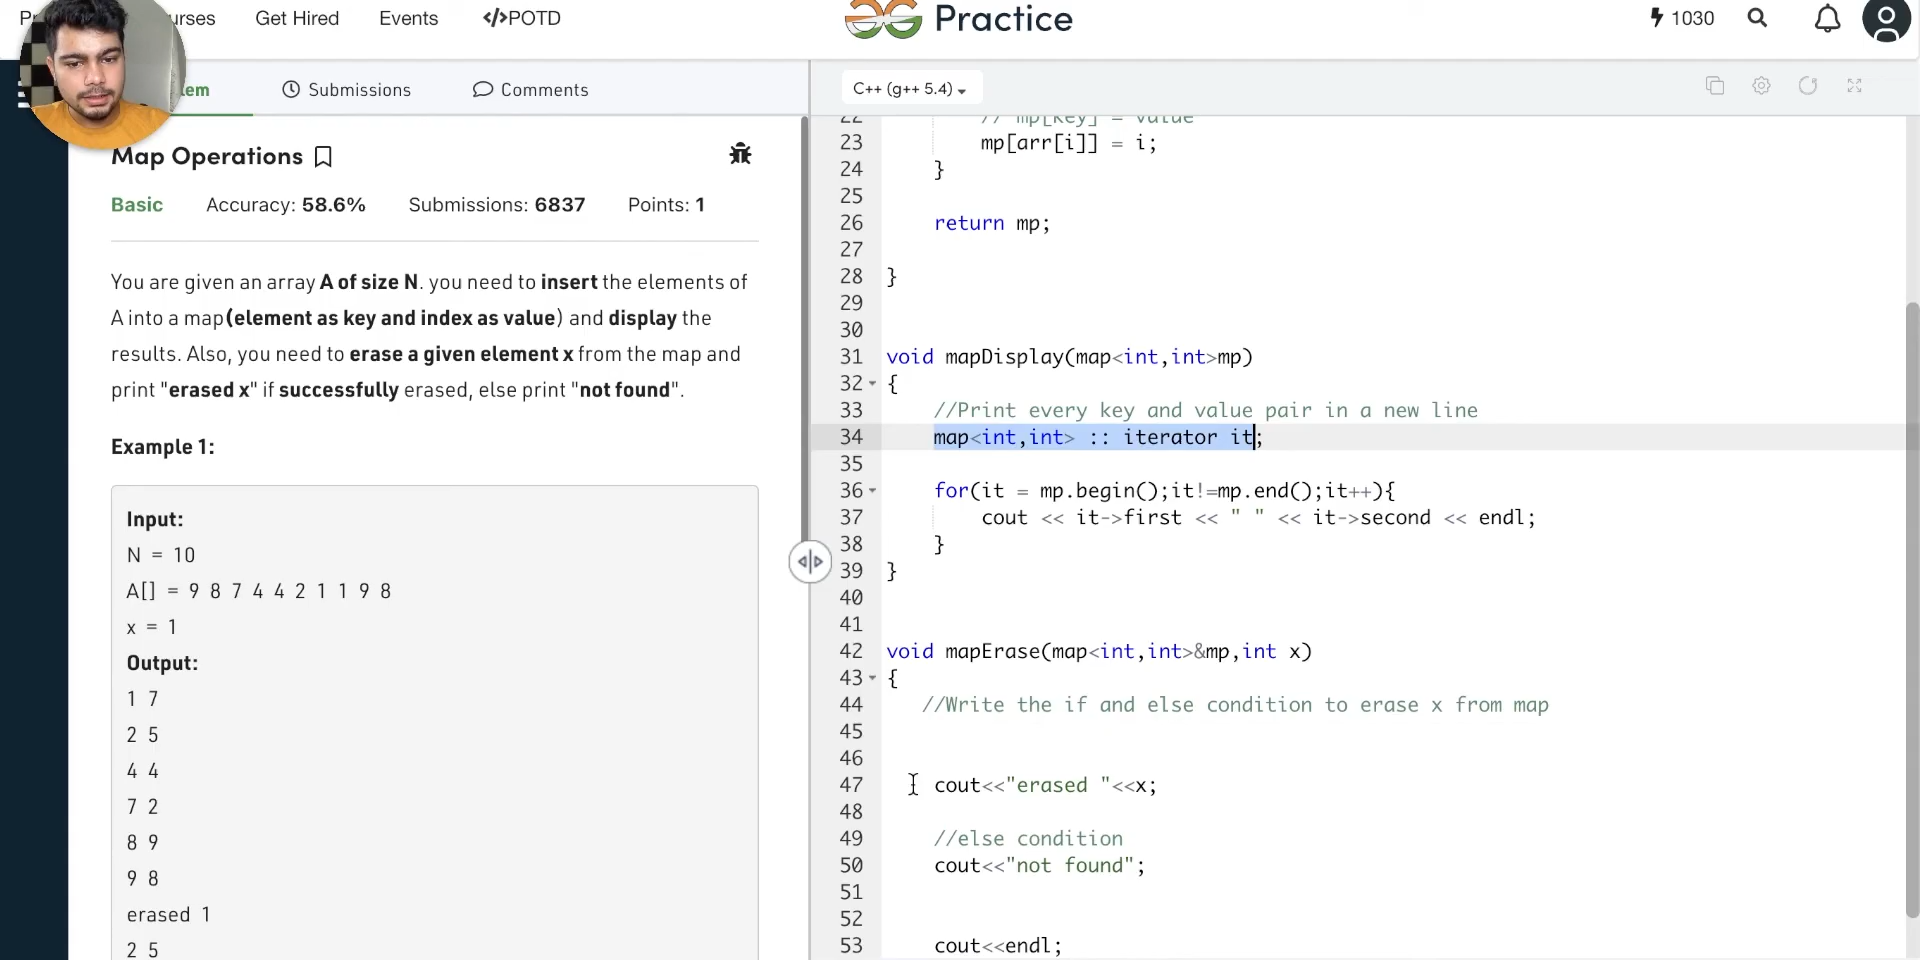 Get Hired
Events
</>POTD
Practice
1030
Submissions
Comments
C++ (g++ 5.4)
Map Operations
Basic
Accuracy: 58.6%
Submissions: 6837
Points: 1
You are given an array A of size N. you need to insert the elements of
A into a map(element as key and index as value) and display the
results. Also, you need to erase a given element x from the map and
print "erased x" if successfully erased, else print "not found".
Example 1:
Input:
N = 10
A[] = 9 8 7 4 4 2 1 1 9 8
x = 1
Output:
1 7
2 5
4 4
7 2
8 9
9 8
erased 1
2 5
22 // mp[key] = value
23 mp[arr[i]] = i;
24 }
25
26 return mp;
27
28 }
29
30
31 void mapDisplay(map<int,int>mp)
32 {
33 //Print every key and value pair in a new line
34 map<int,int> :: iterator it;
35
36 for(it = mp.begin();it!=mp.end();it++){
37 cout << it->first << " " << it->second << endl;
38 }
39 }
40
41
42 void mapErase(map<int,int>&mp,int x)
43 {
44 //Write the if and else condition to erase x from map
45
46
47 cout<<"erased "<<x;
48
49 //else condition
50 cout<<"not found";
51
52
53 cout<<endl;